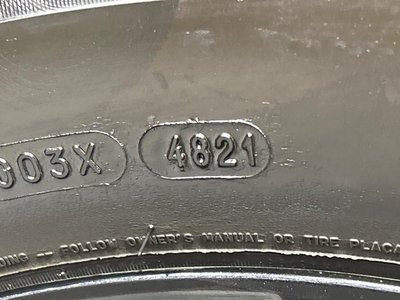 003X 4821
- FOLLOW OWNER'S MANUAL OR TIRE PLACA